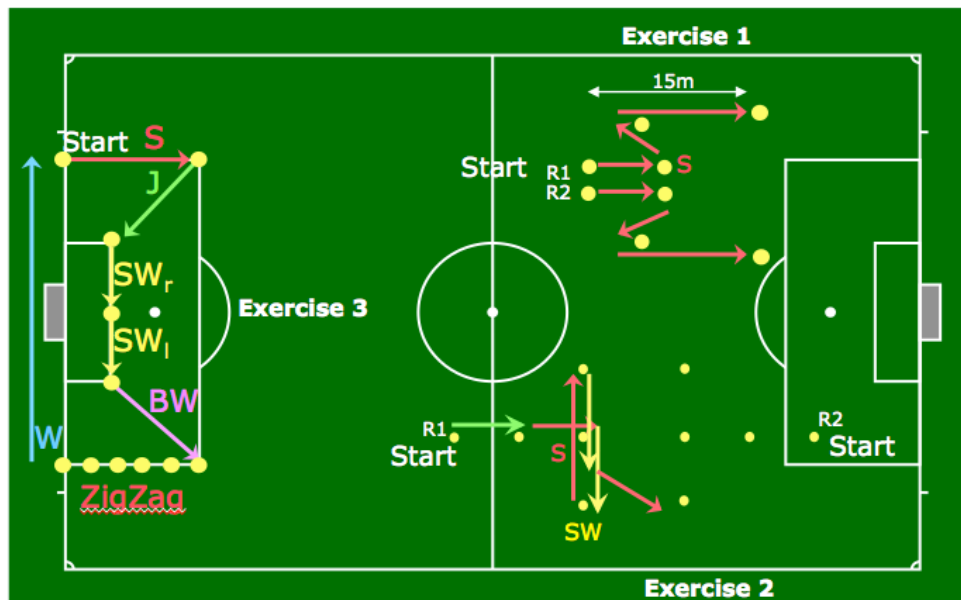 Exercise 1
15m
Start S
J
Start R1 S
R2
SWr
Exercise 3
SWl
BW
W
R1 R2
Start Start
S
ZigZag
SW
Exercise 2